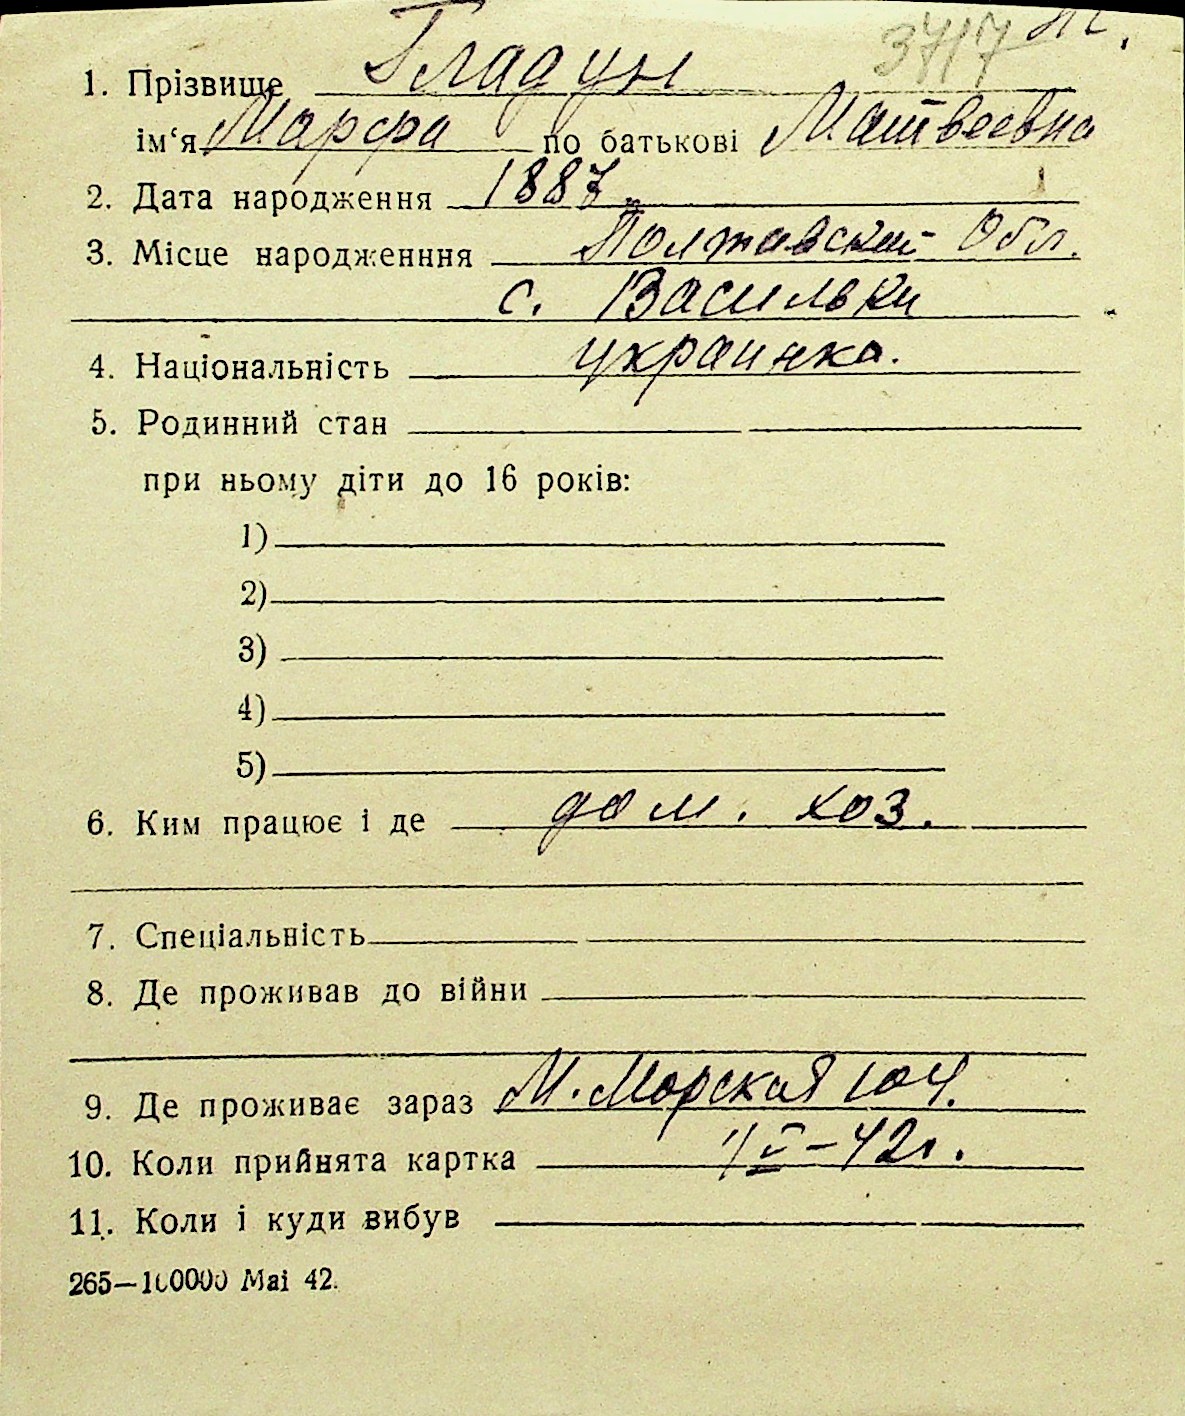 3717
1. Прізвище Гладун
ім‘я Марфа по батькові Матвеевна
2. Дата народження 1887
3. Місце народженння Полтавской Обл.
с. Васильки
4. Національність украинка.
5. Родинний стан
при ньому діти до 16 років:
1)
2)
3)
4)
5)
6. Ким працює і де дом. хоз.
7. Спеціальність
8. Де проживав до війни
9. Де проживає зараз М. Морская 104.
10. Коли прийнята картка V–42г.
11. Коли і куди вибув
265—100000 Mai 42.